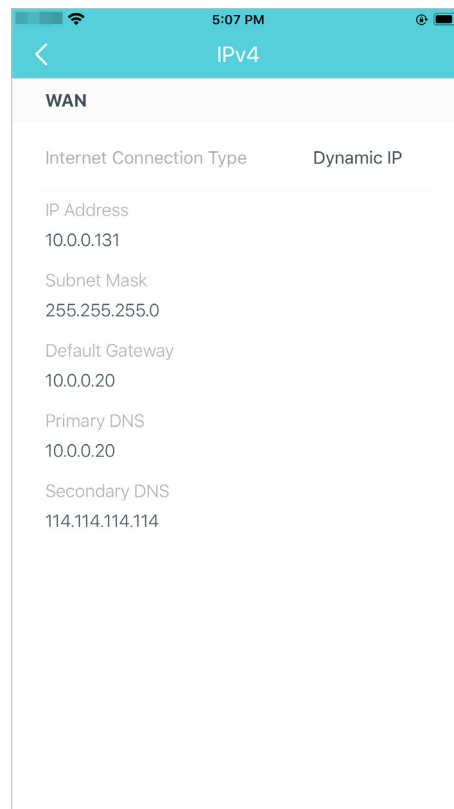 5:07 PM
IPv4
WAN
Internet Connection Type Dynamic IP
IP Address
10.0.0.131
Subnet Mask
255.255.255.0
Default Gateway
10.0.0.20
Primary DNS
10.0.0.20
Secondary DNS
114.114.114.114